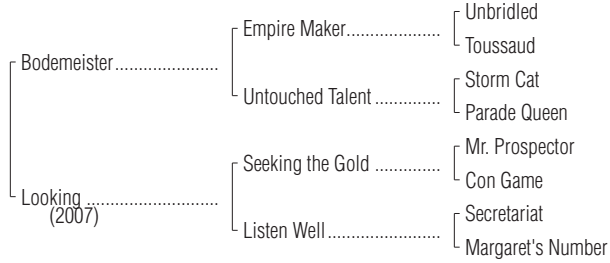 Unbridled
Empire Maker
Toussaud
Bodemeister
Storm Cat
Untouched Talent
Parade Queen
Mr. Prospector
Seeking the Gold
Con Game
Looking
(2007)
Secretariat
Listen Well
Margaret's Number